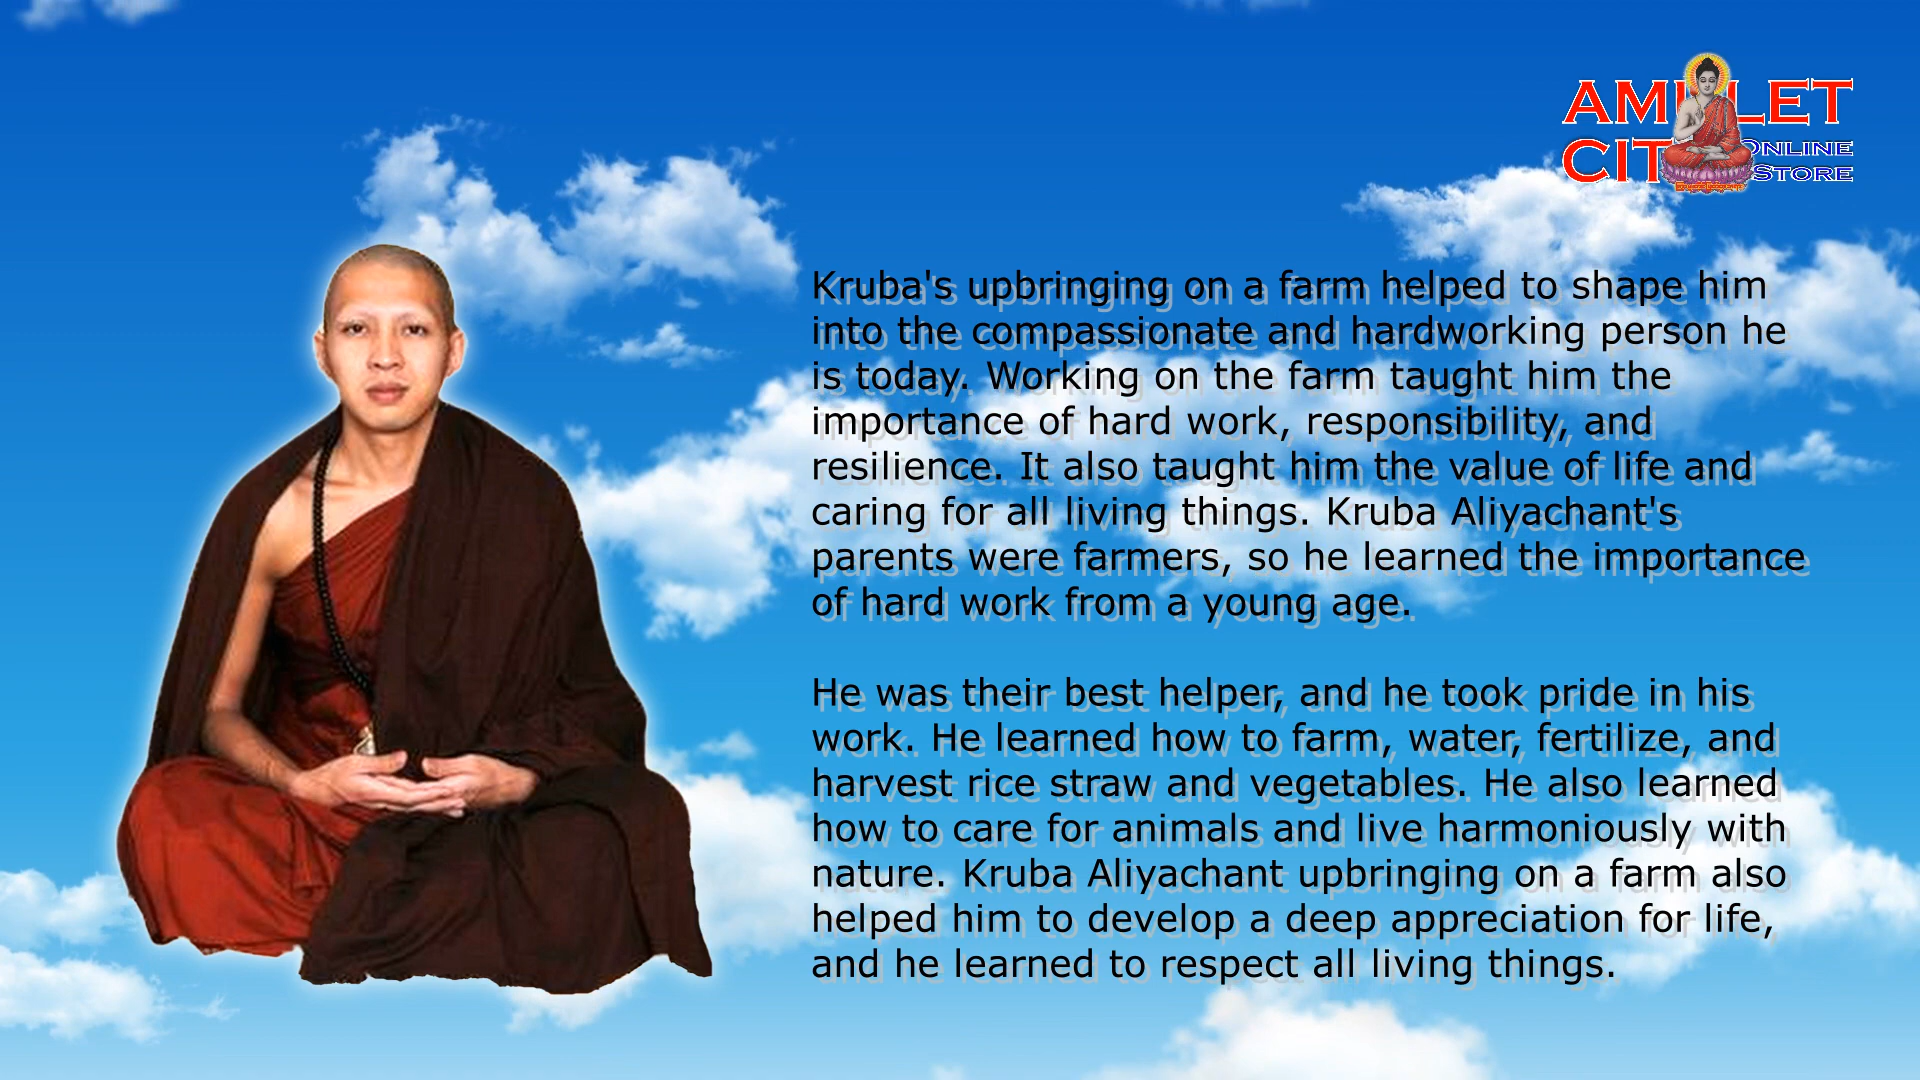 AMULET
CITY ONLINE
STORE
Kruba's upbringing on a farm helped to shape him
into the compassionate and hardworking person he
is today. Working on the farm taught him the
importance of hard work, responsibility, and
resilience. It also taught him the value of life and
caring for all living things. Kruba Aliyachant's
parents were farmers, so he learned the importance
of hard work from a young age.
He was their best helper, and he took pride in his
work. He learned how to farm, water, fertilize, and
harvest rice straw and vegetables. He also learned
how to care for animals and live harmoniously with
nature. Kruba Aliyachant upbringing on a farm also
helped him to develop a deep appreciation for life,
and he learned to respect all living things.